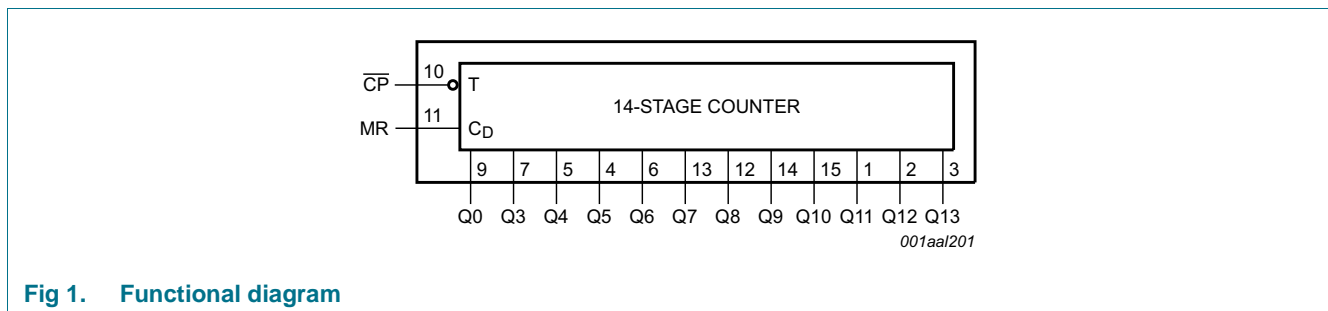 CP 10 T
14-STAGE COUNTER
MR 11 CD
9 7 5 4 6 13 12 14 15 1 2 3
Q0 Q3 Q4 Q5 Q6 Q7 Q8 Q9 Q10 Q11 Q12 Q13
001aal201
Fig 1. Functional diagram